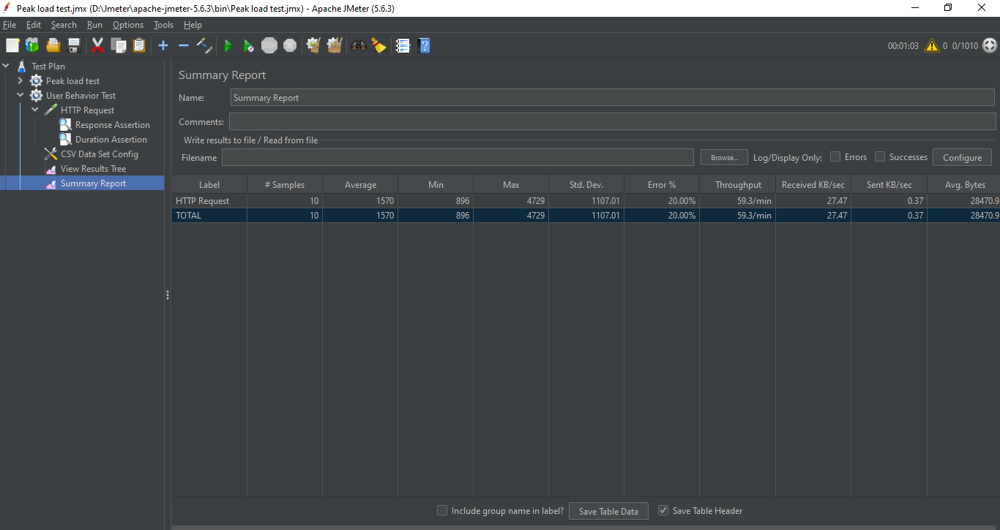 Peak load test.jmx (D:\Jmeter\apache-jmeter-5.6.3\bin\Peak load test.jmx) - Apache JMeter (5.6.3)
File Edit Search Run Options Tools Help
STOP 00:01:03 0 0/1010
Test Plan
Peak load test
User Behavior Test
HTTP Request
Response Assertion
Duration Assertion
CSV Data Set Config
View Results Tree
Summary Report
Summary Report
Name: Summary Report
Comments:
Write results to file / Read from file
Filename Browse... Log/Display Only: Errors Successes Configure
Label # Samples Average Min Max Std. Dev. Error % Throughput Received KB/sec Sent KB/sec Avg. Bytes
HTTP Request 10 1570 896 4729 1107.01 20.00% 59.3/min 27.47 0.37 28470.9
TOTAL 10 1570 896 4729 1107.01 20.00% 59.3/min 27.47 0.37 28470.9
Include group name in label? Save Table Data Save Table Header